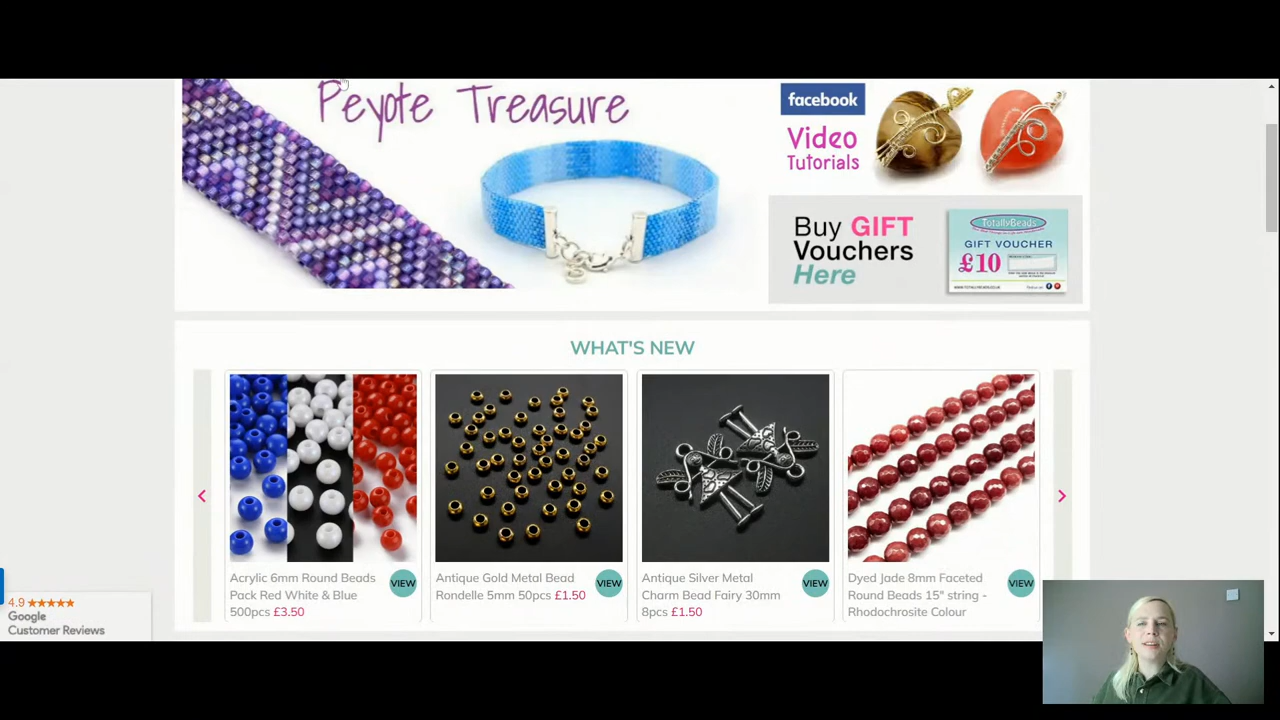 Peyote Treasure
facebook
Video
Tutorials
Buy GIFT
Vouchers
Here
TotallyBeads
GIFT VOUCHER
£10
WHAT'S NEW
Acrylic 6mm Round Beads
Pack Red White & Blue
500pcs £3.50
VIEW
Antique Gold Metal Bead
Rondelle 5mm 50pcs £1.50
VIEW
Antique Silver Metal
Charm Bead Fairy 30mm
8pcs £1.50
VIEW
Dyed Jade 8mm Faceted
Round Beads 15" string -
Rhodochrosite Colour
VIEW
4.9
Google
Customer Reviews